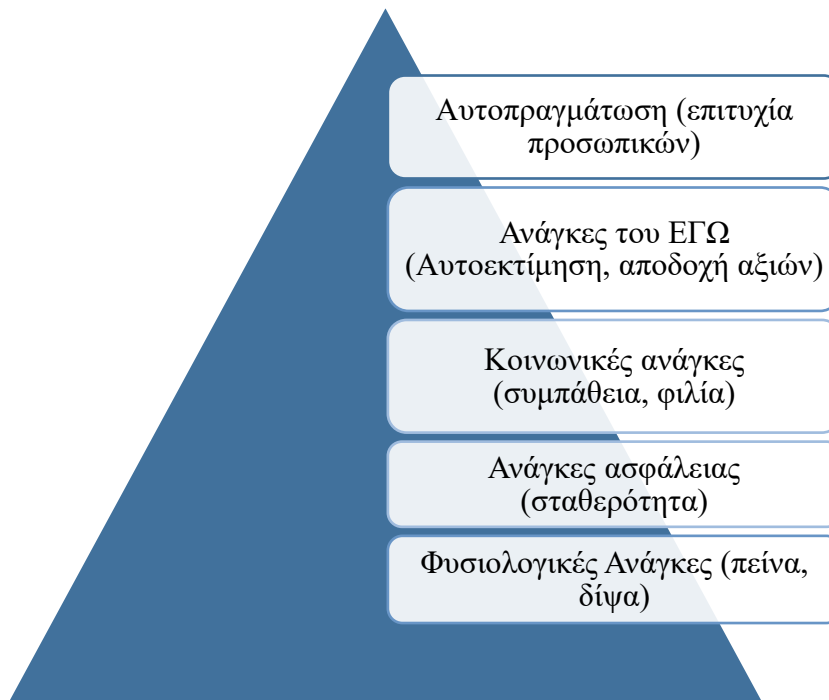 Αυτοπραγμάτωση (επιτυχία
προσωπικών)
Ανάγκες του ΕΓΩ
(Αυτοεκτίμηση, αποδοχή αξιών)
Κοινωνικές ανάγκες
(συμπάθεια, φιλία)
Ανάγκες ασφάλειας
(σταθερότητα)
Φυσιολογικές Ανάγκες (πείνα,
δίψα)